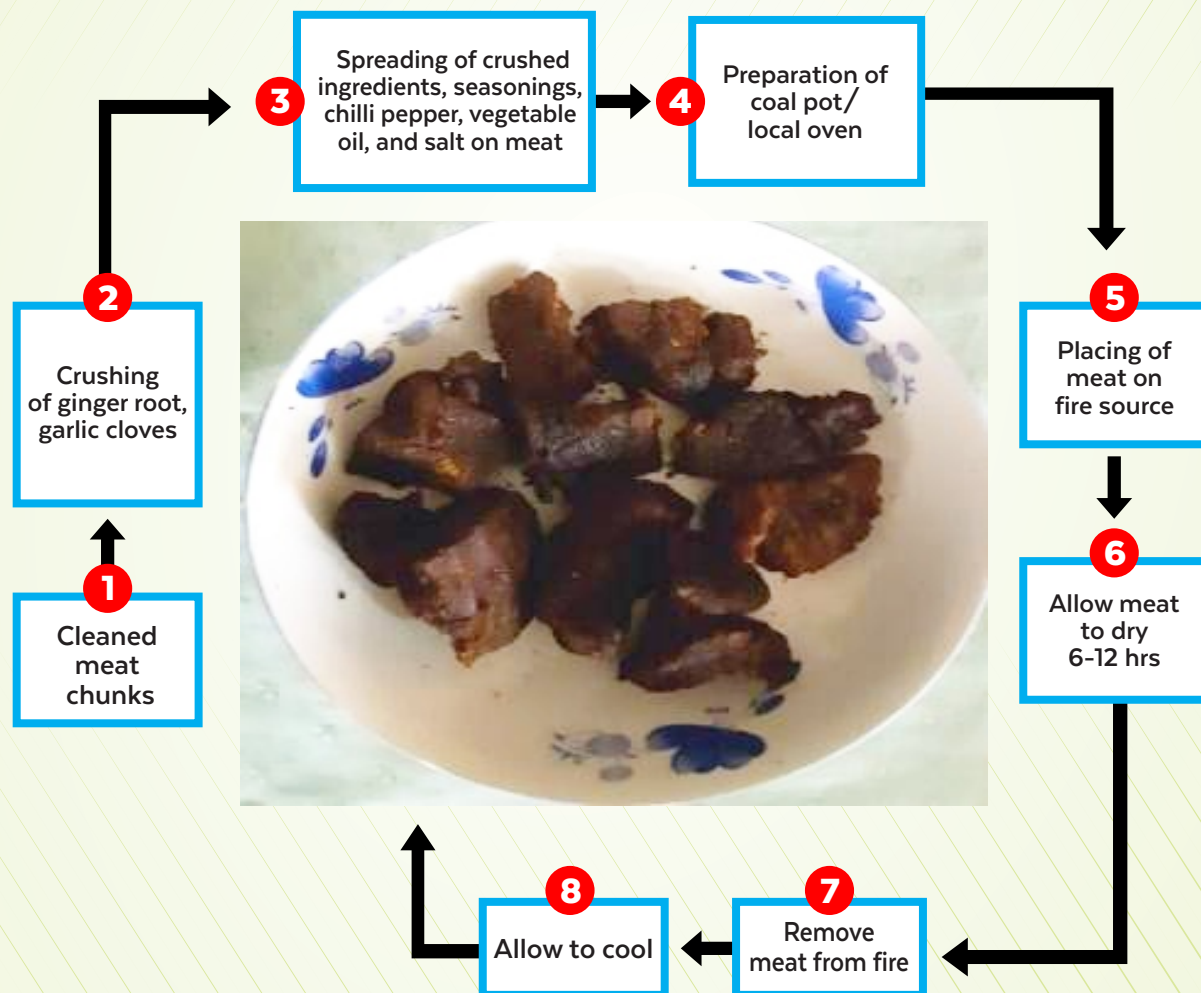 1
Cleaned
meat
chunks
2
Crushing
of ginger root,
garlic cloves
3
Spreading of crushed
ingredients, seasonings,
chilli pepper, vegetable
oil, and salt on meat
4
Preparation of
coal pot/
local oven
5
Placing of
meat on
fire source
6
Allow meat
to dry
6-12 hrs
7
Remove
meat from fire
8
Allow to cool